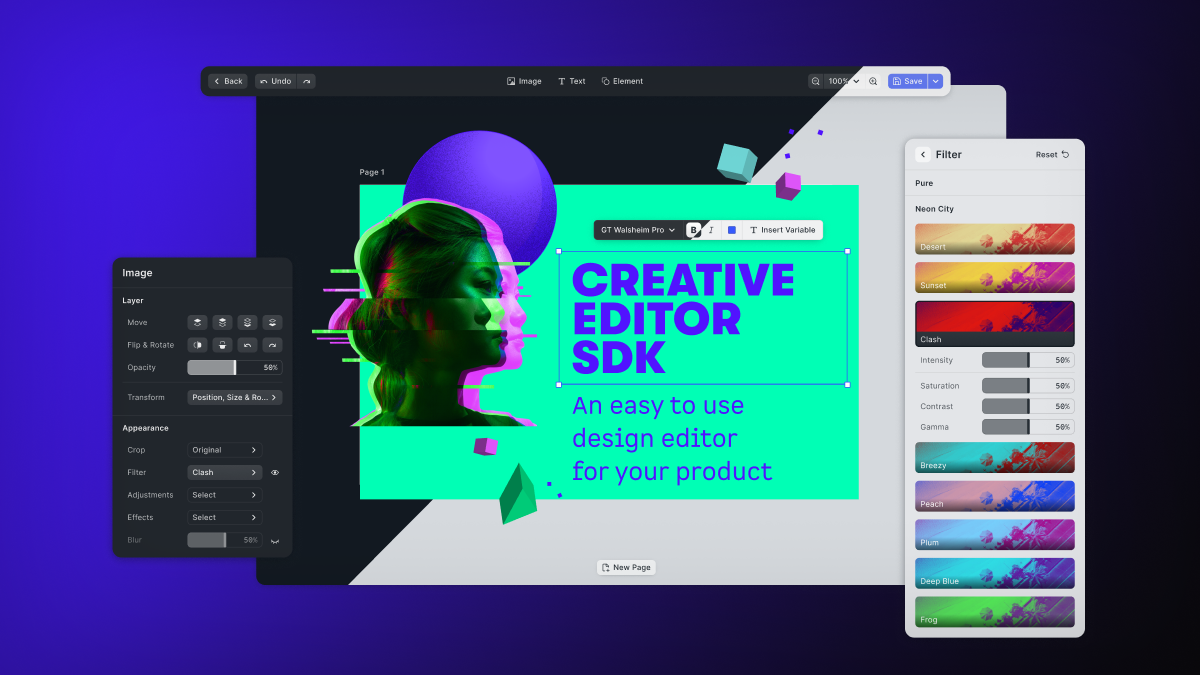 Back
Undo
Image
Text
Element
100%
Save
Page 1
GT Walsheim Pro
B
I
Insert Variable
CREATIVE
EDITOR
SDK
An easy to use
design editor
for your product
New Page
Image
Layer
Move
Flip & Rotate
Opacity
50%
Transform
Position, Size & Ro...
Appearance
Crop
Original
Filter
Clash
Adjustments
Select
Effects
Select
Blur
50%
Filter
Reset
Pure
Neon City
Desert
Sunset
Clash
Intensity
50%
Saturation
50%
Contrast
50%
Gamma
50%
Breezy
Peach
Plum
Deep Blue
Frog